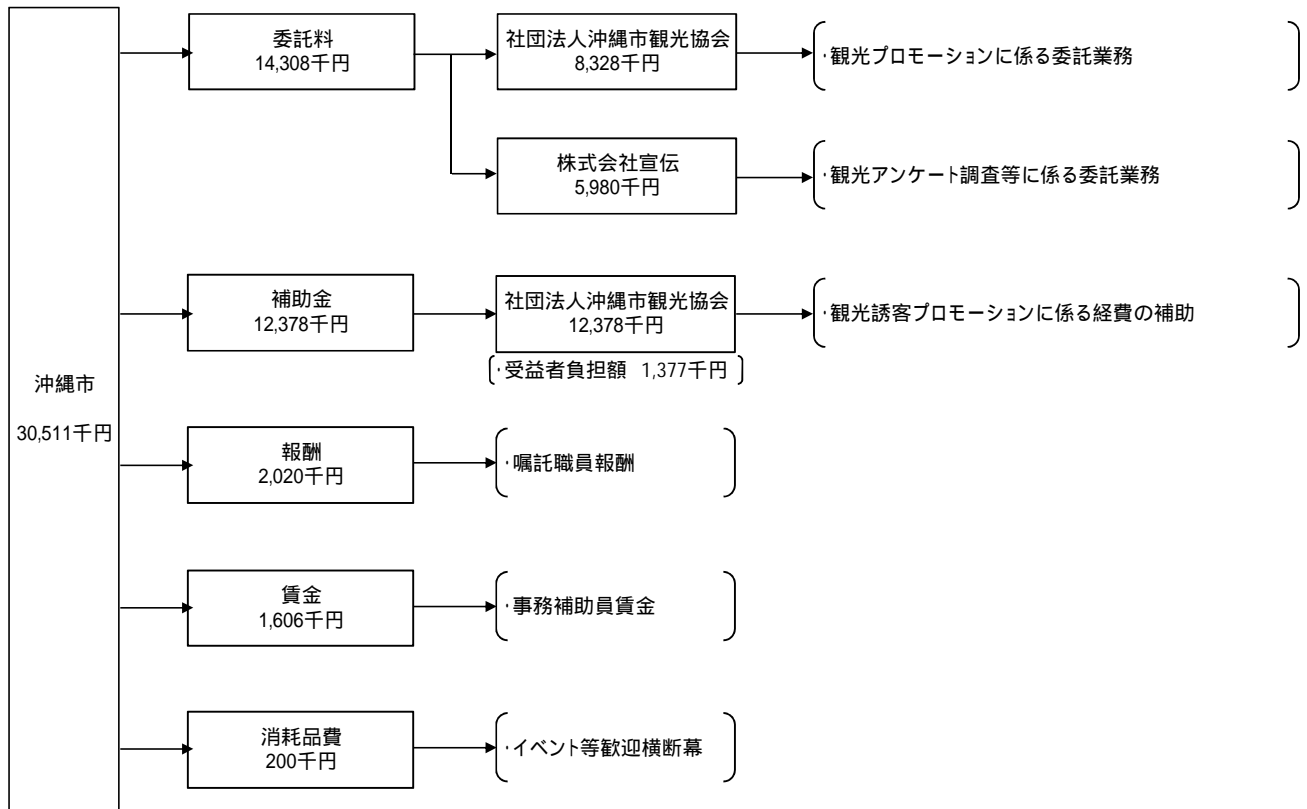 委託料
14,308千円
社団法人沖縄市観光協会
8,328千円
・観光プロモーションに係る委託業務
株式会社宣伝
5,980千円
・観光アンケート調査等に係る委託業務
補助金
12,378千円
社団法人沖縄市観光協会
12,378千円
・観光誘客プロモーションに係る経費の補助
・受益者負担額 1,377千円
沖縄市
30,511千円
報酬
2,020千円
・嘱託職員報酬
賃金
1,606千円
・事務補助員賃金
消耗品費
200千円
・イベント等歓迎横断幕